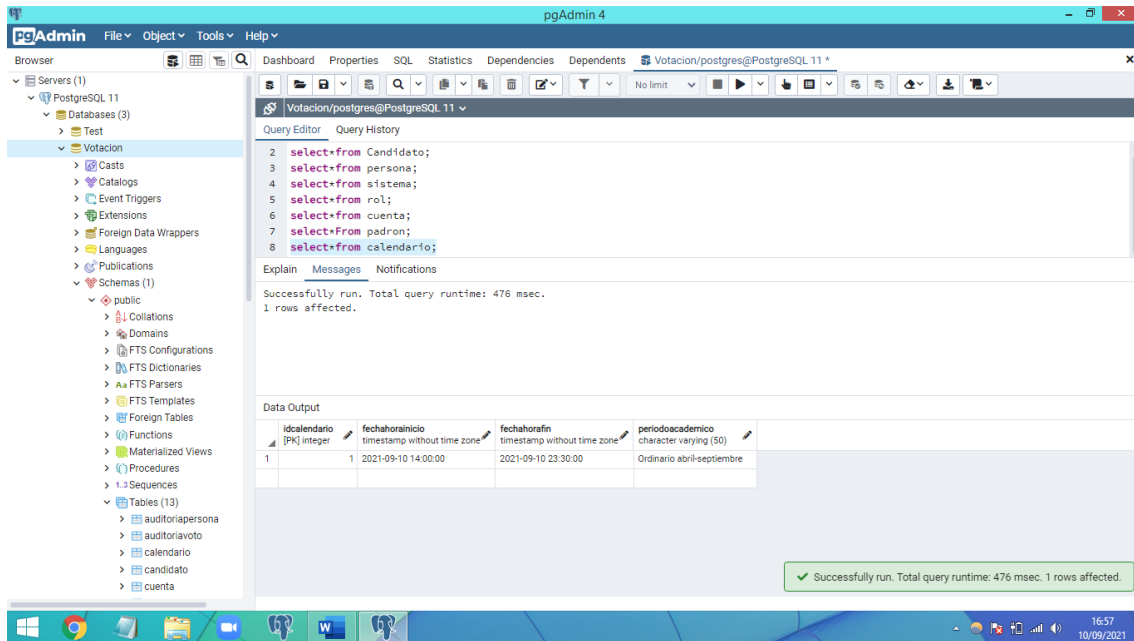 pgAdmin 4
pgAdmin File Object Tools Help
Browser
Dashboard Properties SQL Statistics Dependencies Dependents Votacion/postgres@PostgreSQL 11 *
Servers (1)
PostgreSQL 11
Databases (3)
Test
Votacion
Casts
Catalogs
Event Triggers
Extensions
Foreign Data Wrappers
Languages
Publications
Schemas (1)
public
Collations
Domains
FTS Configurations
FTS Dictionaries
Aa FTS Parsers
FTS Templates
Foreign Tables
Functions
Materialized Views
Procedures
1..3 Sequences
Tables (13)
auditoriapersona
auditoriavoto
calendario
candidato
cuenta
No limit
Votacion/postgres@PostgreSQL 11
Query Editor Query History
2 select*from Candidato;
3 select*from persona;
4 select*from sistema;
5 select*from rol;
6 select*from cuenta;
7 select*From padron;
8 select*from calendario;
Explain Messages Notifications
Successfully run. Total query runtime: 476 msec.
1 rows affected.
Data Output
idcalendario fechahorainicio fechahorafin periodoacademico
[PK] integer timestamp without time zone timestamp without time zone character varying (50)
1 1 2021-09-10 14:00:00 2021-09-10 23:30:00 Ordinario abril-septiembre
Successfully run. Total query runtime: 476 msec. 1 rows affected.
16:57
10/09/2021